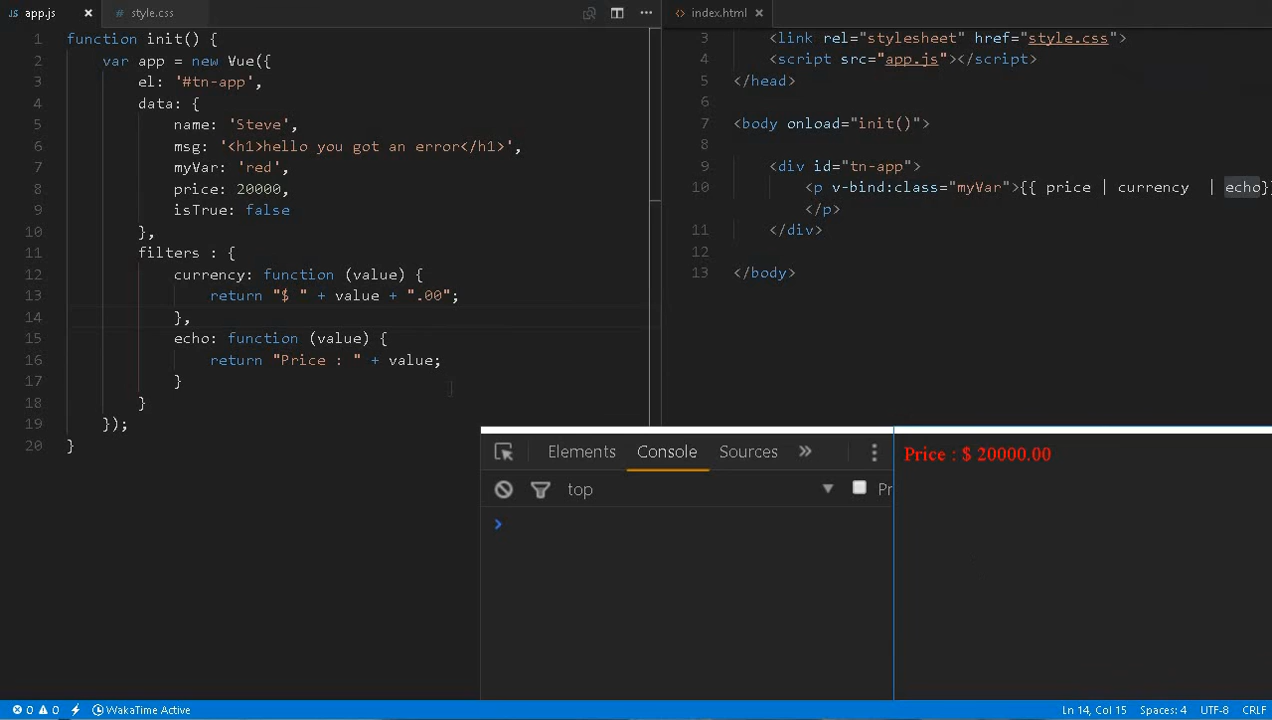 app.js
style.css
1 function init() {
2 var app = new Vue({
3 el: '#tn-app',
4 data: {
5 name: 'Steve',
6 msg: '<h1>hello you got an error</h1>',
7 myVar: 'red',
8 price: 20000,
9 isTrue: false
10 },
11 filters : {
12 currency: function (value) {
13 return "$ " + value + ".00";
14 },
15 echo: function (value) {
16 return "Price : " + value;
17 }
18 }
19 });
20 }
index.html
3 <link rel="stylesheet" href="style.css">
4 <script src="app.js"></script>
5 </head>
6
7 <body onload="init()">
8
9 <div id="tn-app">
10 <p v-bind:class="myVar">{{ price | currency  | echo}}
</p>
11 </div>
12
13 </body>
Elements Console Sources »
top Pr
Price : $ 20000.00
0 0 WakaTime Active Ln 14, Col 15 Spaces: 4 UTF-8 CRLF